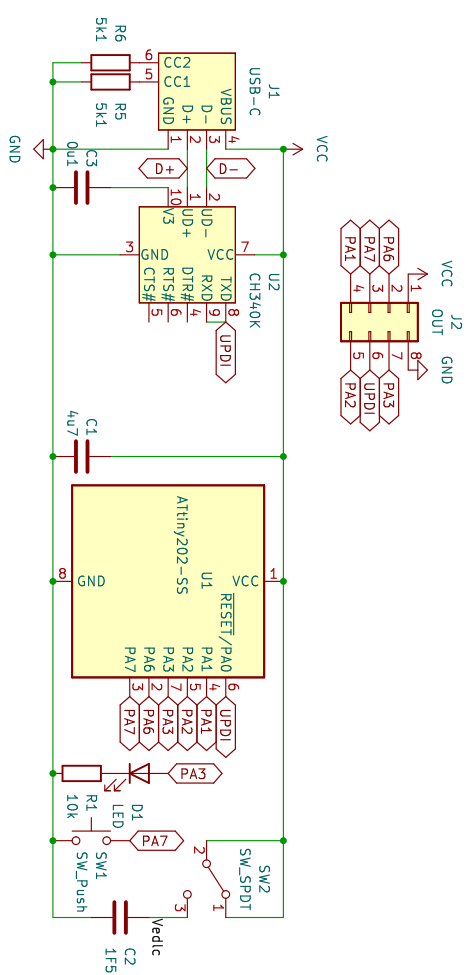 R6
5k1
R5
5k1
6
CC2
5
CC1
J1
USB-C
GND
D+
D-
VBUS
1
2
3
4
GND
VCC
C3
0u1
D+
D-
10
1
2
V3
UD+
UD-
3
GND
VCC
7
U2
CH340K
CTS#
RTS#
DTR#
RXD
TXD
5
6
4
9
8
UPDI
PA1
PA7
PA6
VCC
4
3
2
1
J2
OUT
5
6
7
8
PA2
UPDI
PA3
GND
C1
4u7
ATtiny202-SS
U1
8
GND
VCC
1
PA7
PA6
PA3
PA2
PA1
RESET/PA0
3
2
7
5
4
6
PA7
PA6
PA3
PA2
PA1
UPDI
PA3
R1
10k
D1
LED
PA7
SW1
SW_Push
SW2
SW_SPDT
2
3
1
Vedlc
C2
1F5